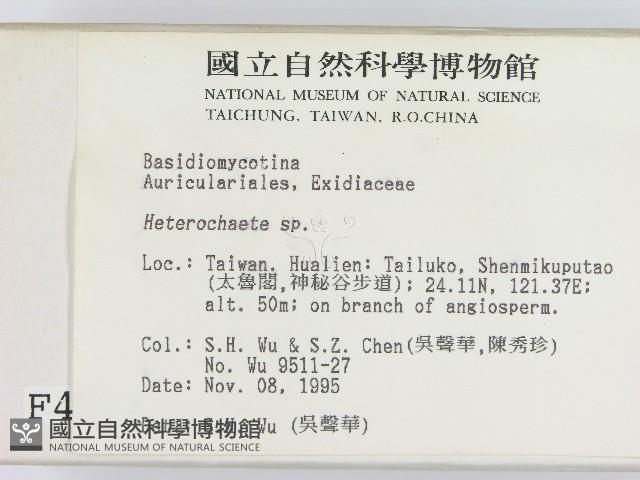 國立自然科學博物館
NATIONAL MUSEUM OF NATURAL SCIENCE
TAICHUNG, TAIWAN, R.O.CHINA
Basidiomycotina
Auriculariales, Exidiaceae
Heterochaete sp.
Loc.: Taiwan. Hualien: Tailuko, Shenmikuputao
(太魯閣,神秘谷步道); 24.11N, 121.37E;
alt. 50m; on branch of angiosperm.
Col.: S.H. Wu & S.Z. Chen(吳聲華,陳秀珍)
No. Wu 9511-27
Date: Nov. 08, 1995
Wu (吳聲華)
F4
國立自然科學博物館
NATIONAL MUSEUM OF NATURAL SCIENCE